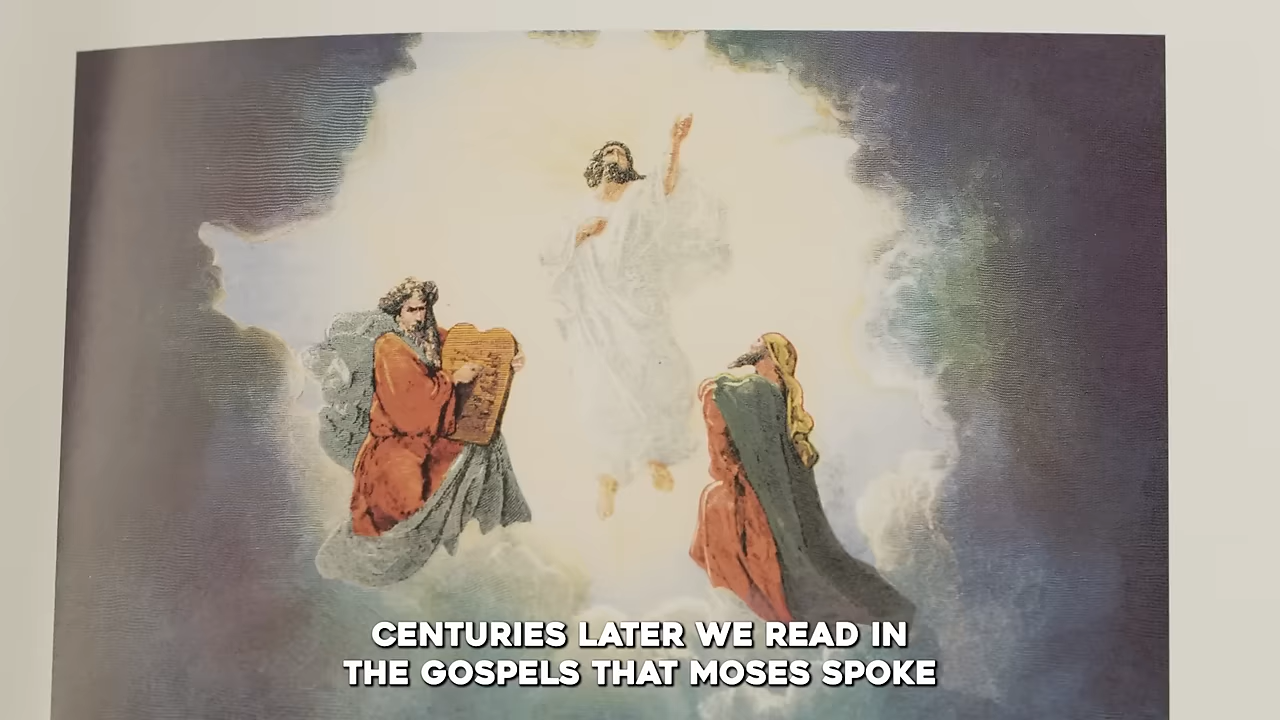 CENTURIES LATER WE READ IN
THE GOSPELS THAT MOSES SPOKE